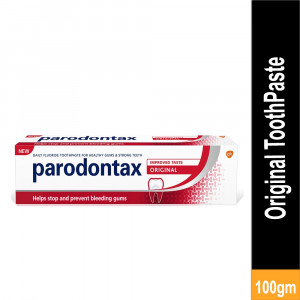 NEW
DAILY FLUORIDE TOOTHPASTE FOR HEALTHY GUMS & STRONG TEETH
parodontax
IMPROVED TASTE
ORIGINAL
Helps stop and prevent bleeding gums
gsk
Original ToothPaste
100gm